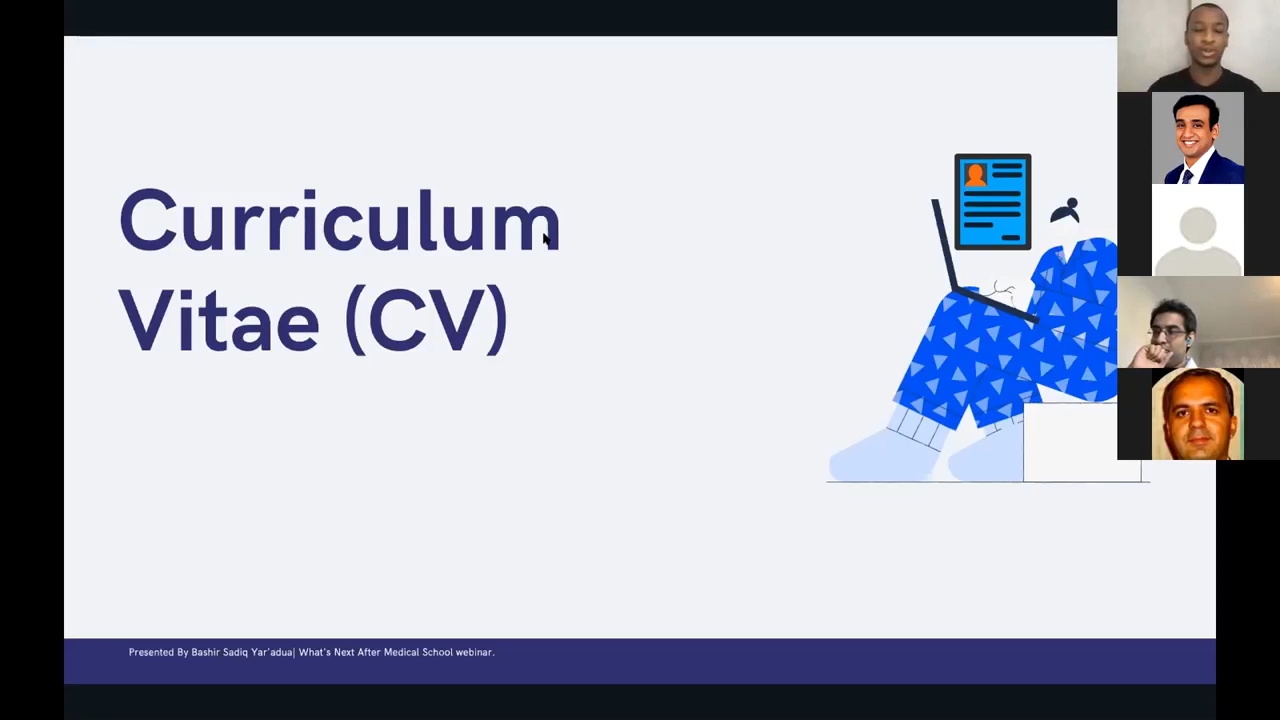 Curriculum
Vitae (CV)
Presented By Bashir Sadiq Yar'adua| What's Next After Medical School webinar.